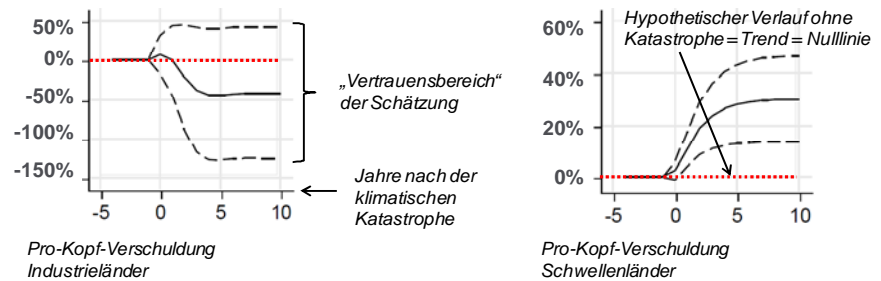 50%
0%
-50%
-100%
-150%
-5 0 5 10
„Vertrauensbereich“
der Schätzung
Jahre nach der
klimatischen
Katastrophe
Pro-Kopf-Verschuldung
Industrieländer
Hypothetischer Verlauf ohne
Katastrophe=Trend=Nulllinie
60%
40%
20%
0%
-5 0 5 10
Pro-Kopf-Verschuldung
Schwellenländer